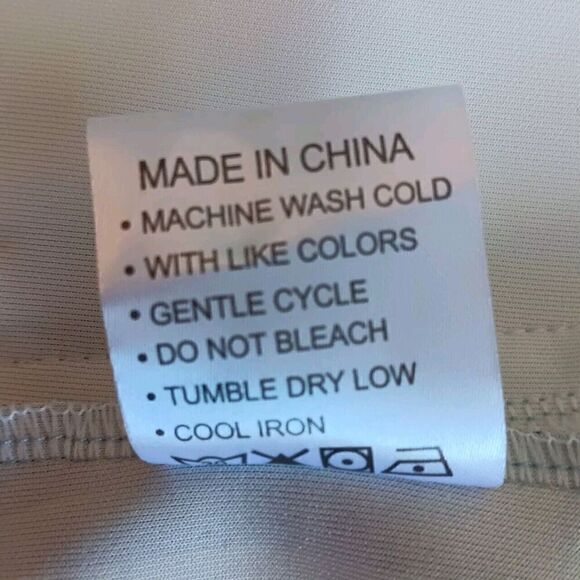 MADE IN CHINA
• MACHINE WASH COLD
• WITH LIKE COLORS
• GENTLE CYCLE
• DO NOT BLEACH
• TUMBLE DRY LOW
• COOL IRON